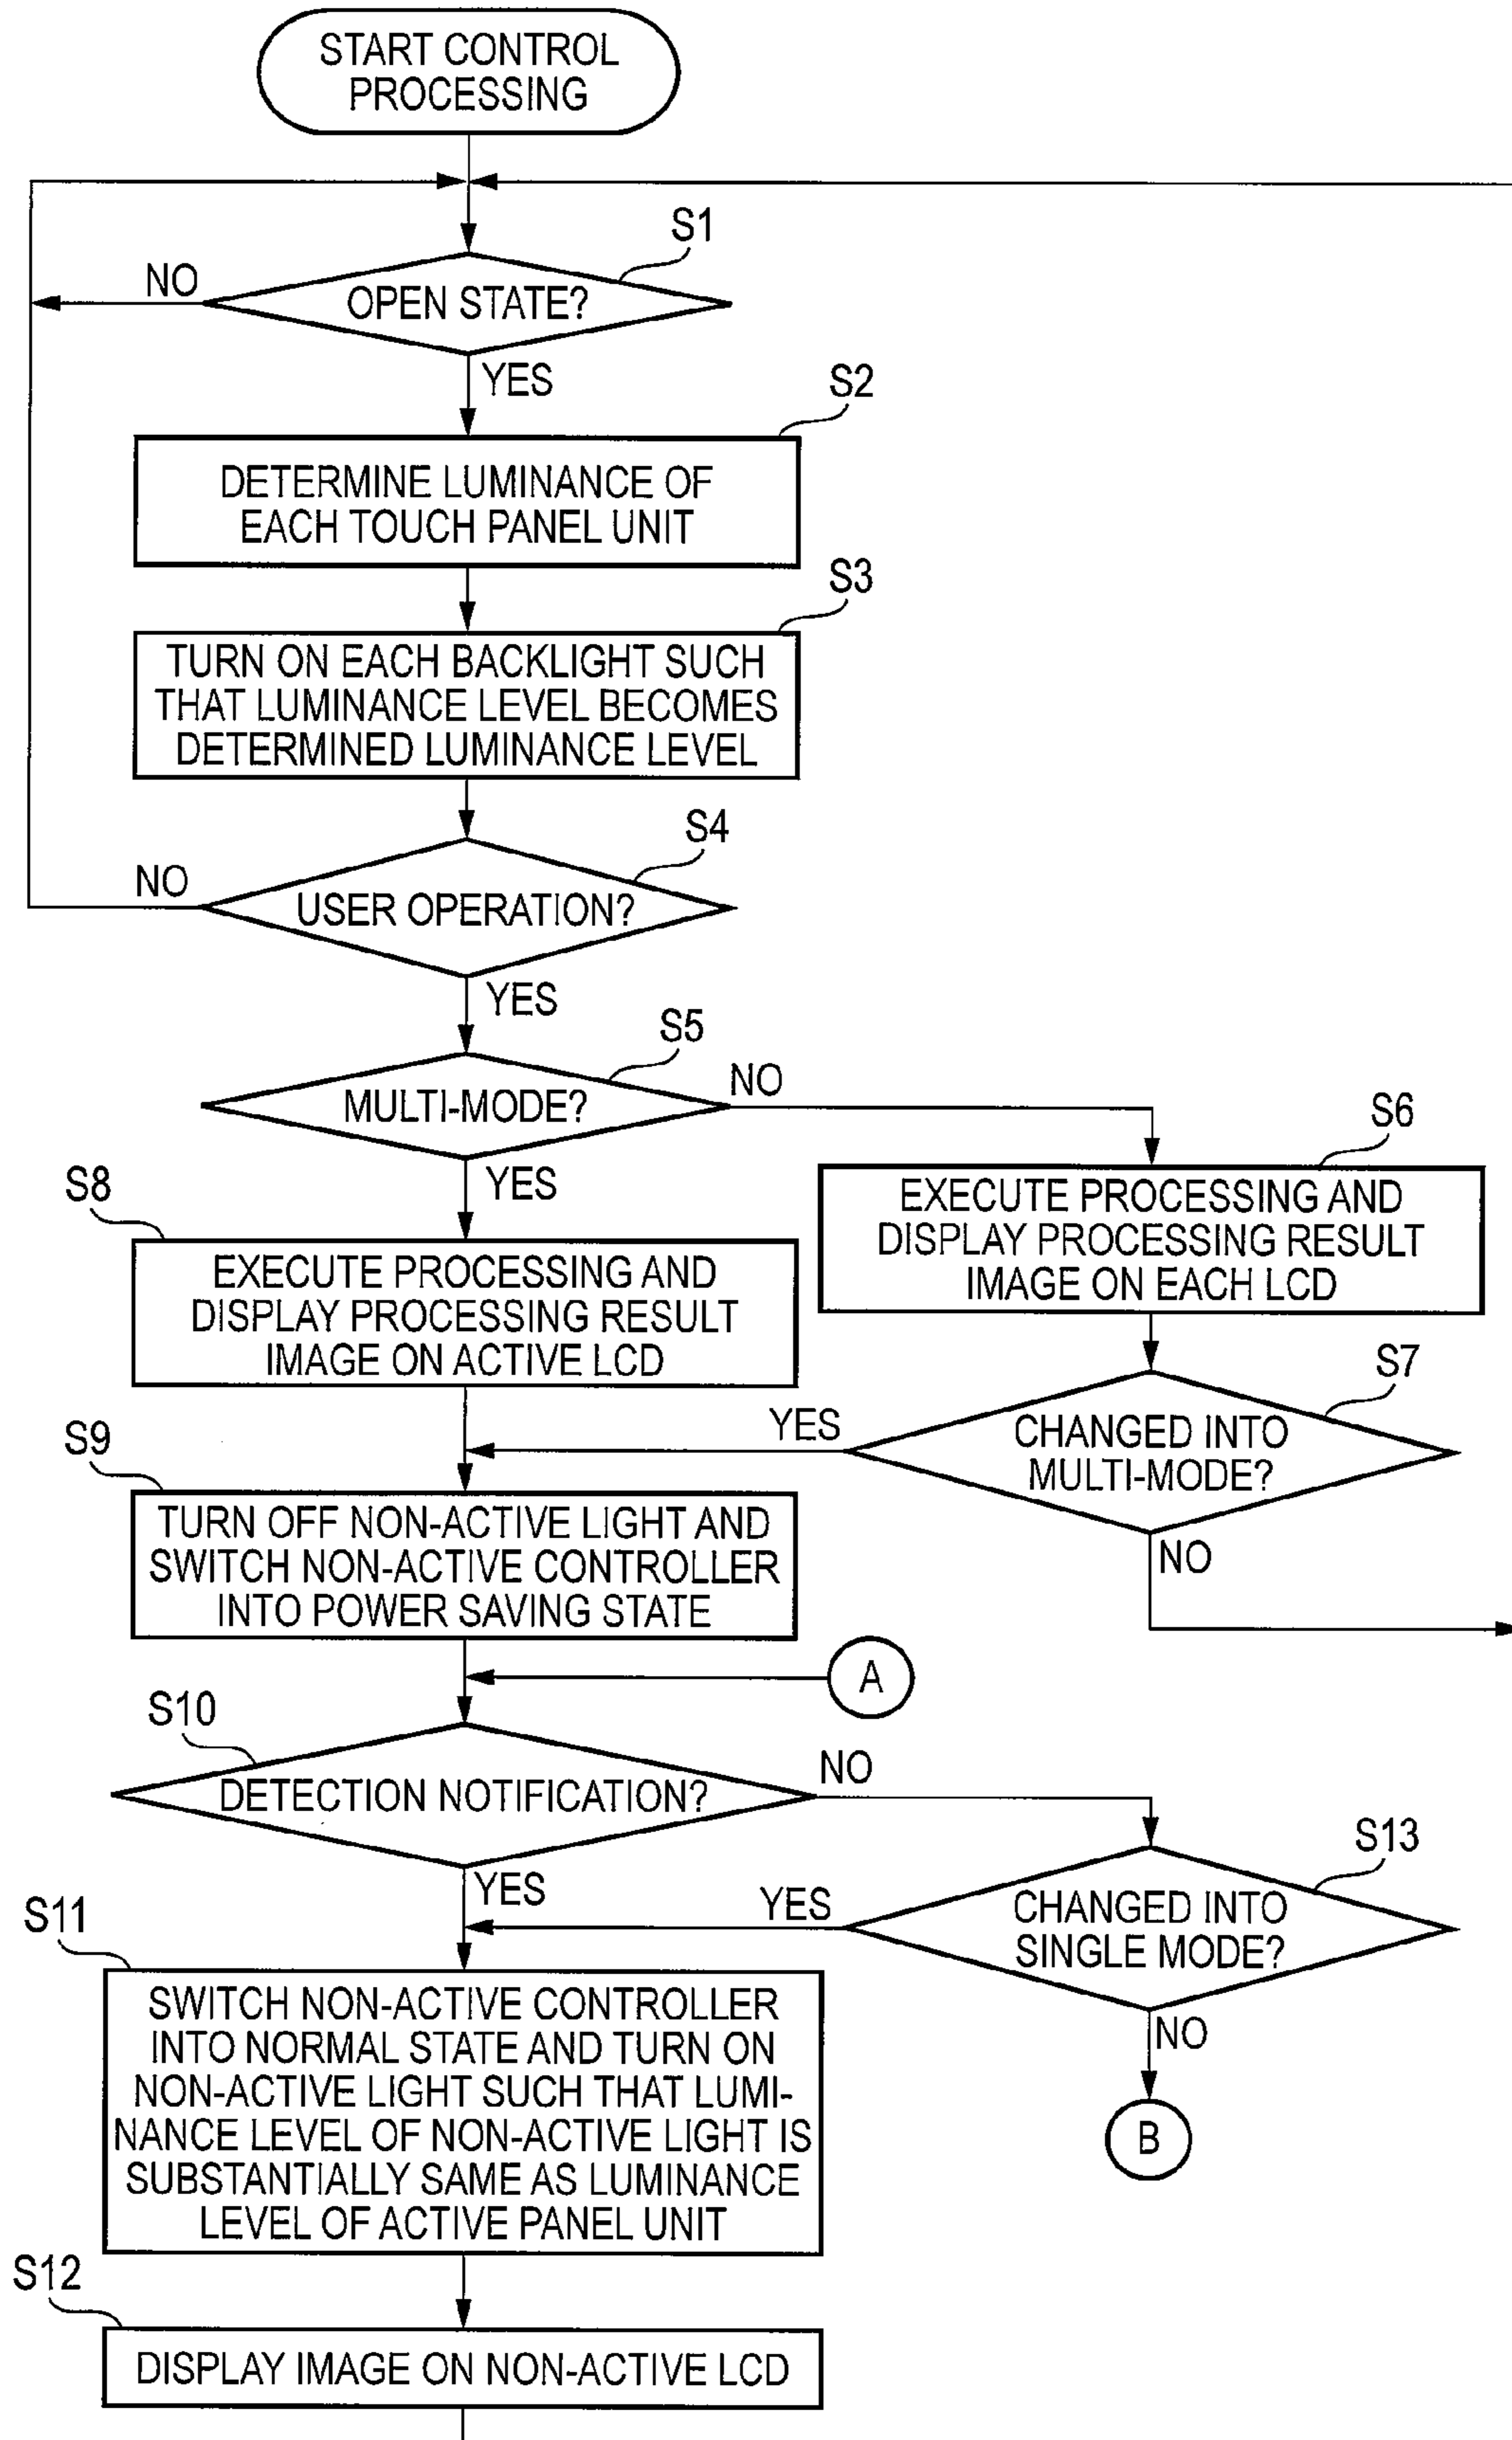 START CONTROL
PROCESSING
S1
NO
OPEN STATE?
YES
S2
DETERMINE LUMINANCE OF
EACH TOUCH PANEL UNIT
S3
TURN ON EACH BACKLIGHT SUCH
THAT LUMINANCE LEVEL BECOMES
DETERMINED LUMINANCE LEVEL
S4
NO
USER OPERATION?
YES
S5
NO
MULTI-MODE?
YES
S6
EXECUTE PROCESSING AND
DISPLAY PROCESSING RESULT
IMAGE ON EACH LCD
S8
EXECUTE PROCESSING AND
DISPLAY PROCESSING RESULT
IMAGE ON ACTIVE LCD
S7
YES
CHANGED INTO
MULTI-MODE?
NO
S9
TURN OFF NON-ACTIVE LIGHT AND
SWITCH NON-ACTIVE CONTROLLER
INTO POWER SAVING STATE
A
S10
NO
DETECTION NOTIFICATION?
YES
S13
YES
CHANGED INTO
SINGLE MODE?
NO
B
S11
SWITCH NON-ACTIVE CONTROLLER
INTO NORMAL STATE AND TURN ON
NON-ACTIVE LIGHT SUCH THAT LUMI-
NANCE LEVEL OF NON-ACTIVE LIGHT IS
SUBSTANTIALLY SAME AS LUMINANCE
LEVEL OF ACTIVE PANEL UNIT
S12
DISPLAY IMAGE ON NON-ACTIVE LCD